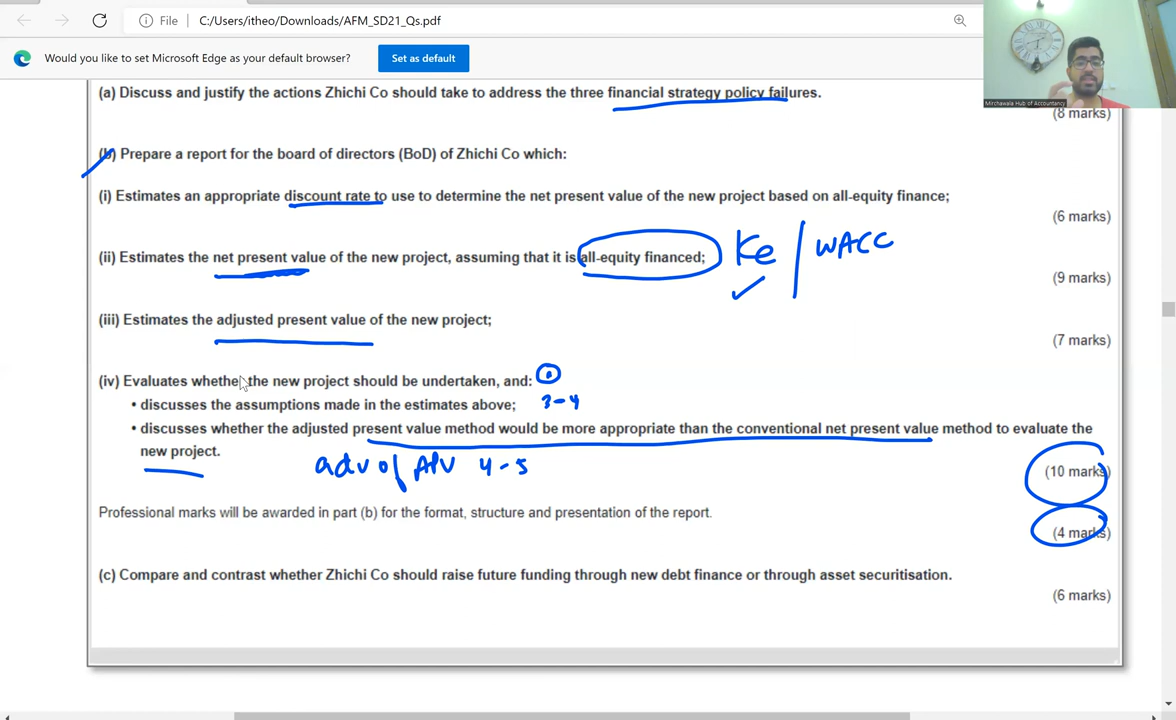 File
C:/Users/itheo/Downloads/AFM_SD21_Qs.pdf
Would you like to set Microsoft Edge as your default browser?
Set as default
Mirchawala Hub of Accountancy
(a) Discuss and justify the actions Zhichi Co should take to address the three financial strategy policy failures.
(8 marks)
(b) Prepare a report for the board of directors (BoD) of Zhichi Co which:
(i) Estimates an appropriate discount rate to use to determine the net present value of the new project based on all-equity finance;
(6 marks)
(ii) Estimates the net present value of the new project, assuming that it is all-equity financed;
Ke / WACC
(9 marks)
(iii) Estimates the adjusted present value of the new project;
(7 marks)
(iv) Evaluates whether the new project should be undertaken, and:
• discusses the assumptions made in the estimates above; 3-4
• discusses whether the adjusted present value method would be more appropriate than the conventional net present value method to evaluate the
new project.
adv of APV 4-5
(10 marks)
Professional marks will be awarded in part (b) for the format, structure and presentation of the report.
(4 marks)
(c) Compare and contrast whether Zhichi Co should raise future funding through new debt finance or through asset securitisation.
(6 marks)